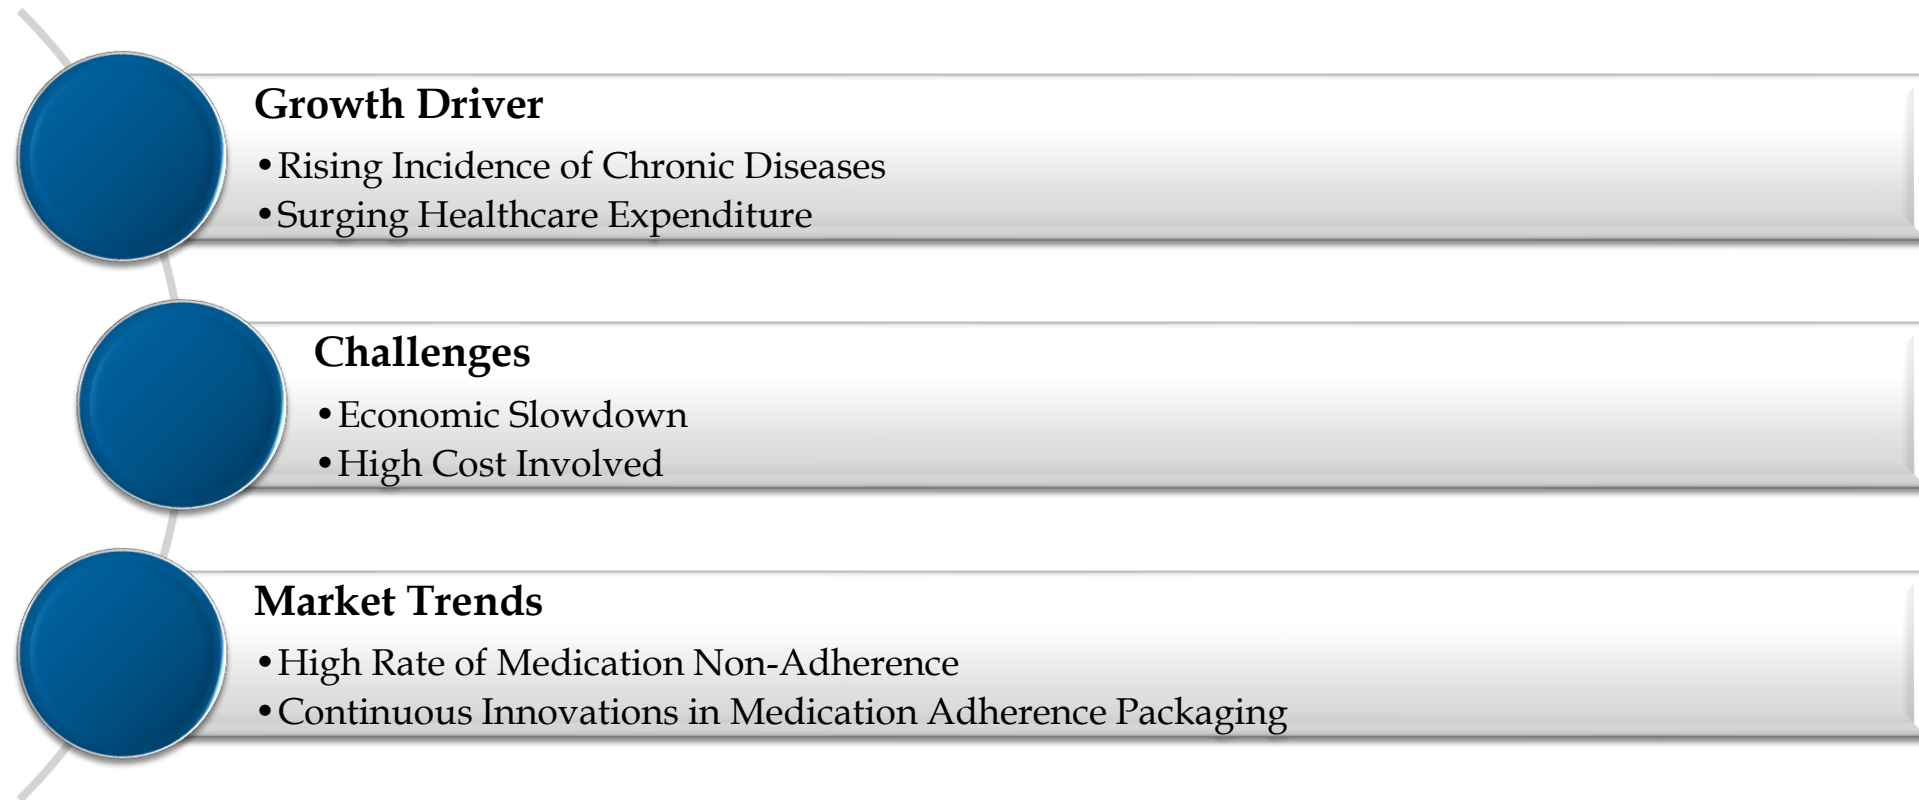 Growth Driver
•Rising Incidence of Chronic Diseases
•Surging Healthcare Expenditure
Challenges
•Economic Slowdown
•High Cost Involved
Market Trends
•High Rate of Medication Non-Adherence
•Continuous Innovations in Medication Adherence Packaging